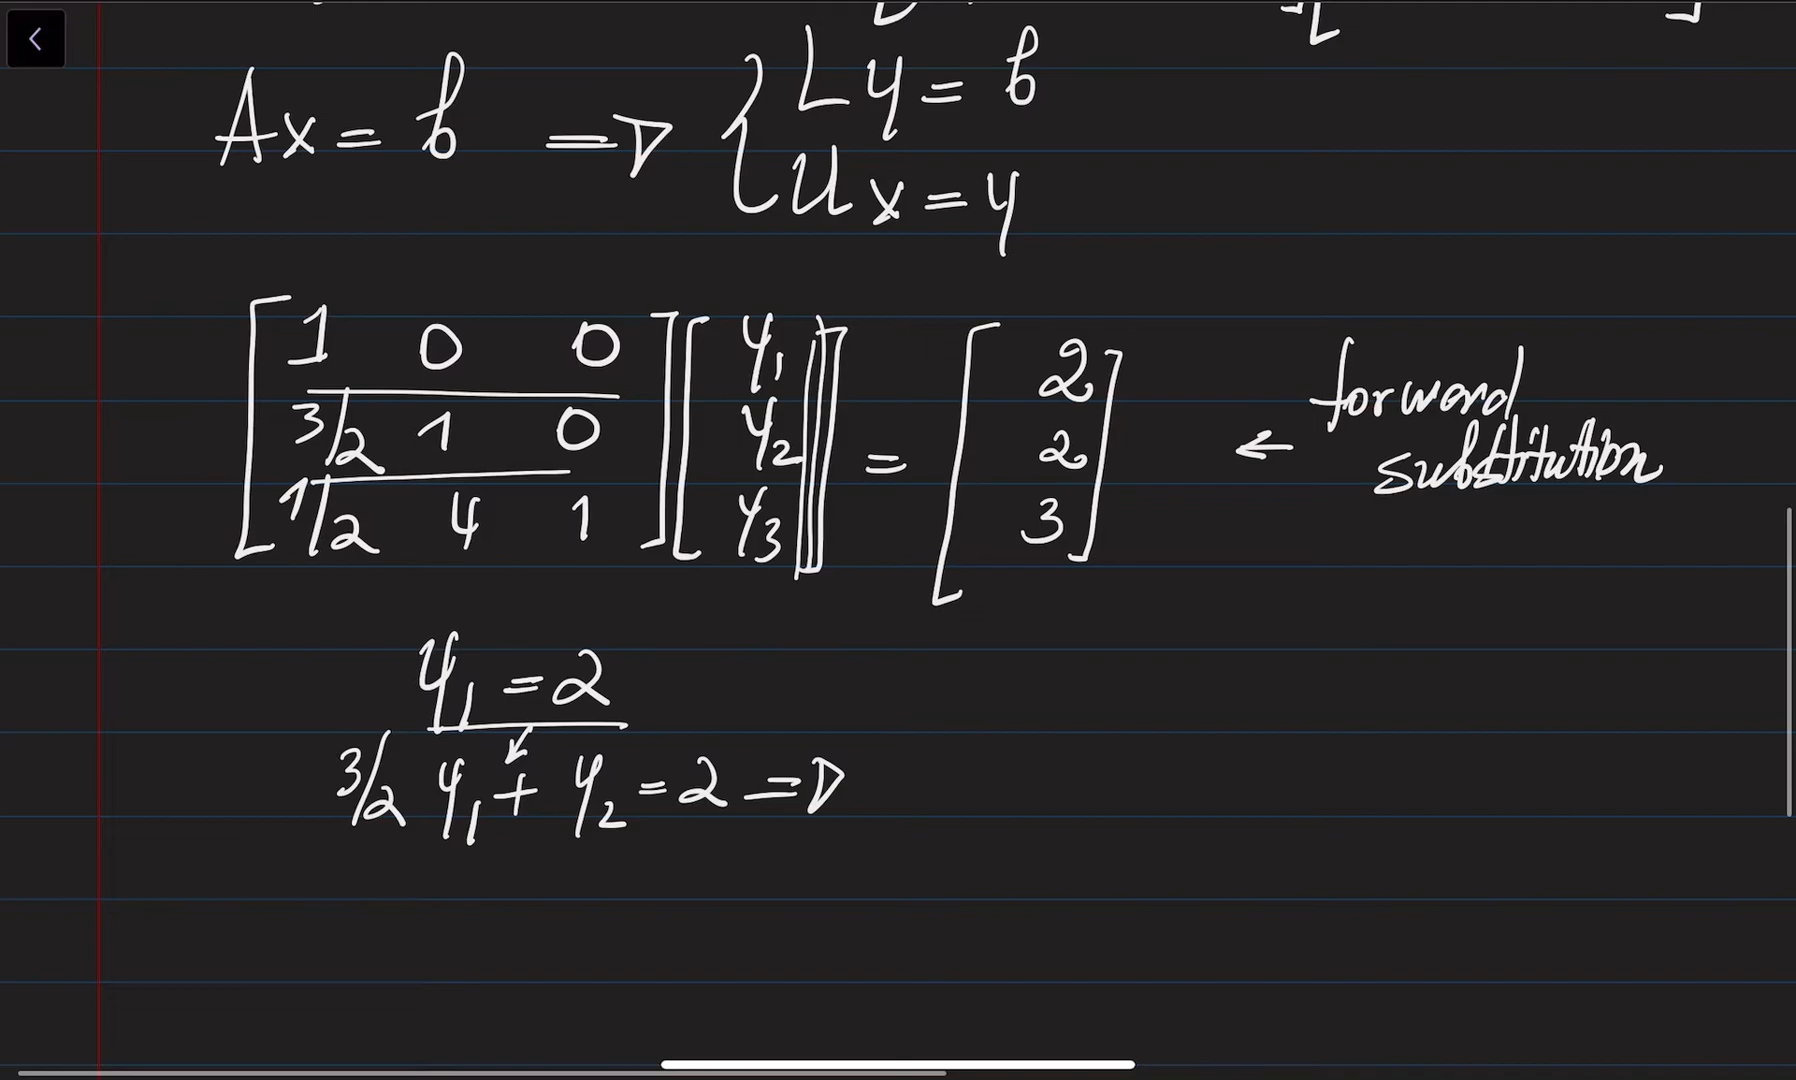 Ax = b => { Ly = b
Ux = y
[ 1 0 0 ] [ y1 ] = [ 2 ]
[ 3/2 1 0 ] [ y2 ] [ 2 ]
[ 1/2 4 1 ] [ y3 ] [ 3 ]
← forward
substitution
y1 = 2
3/2 y1 + y2 = 2 =>